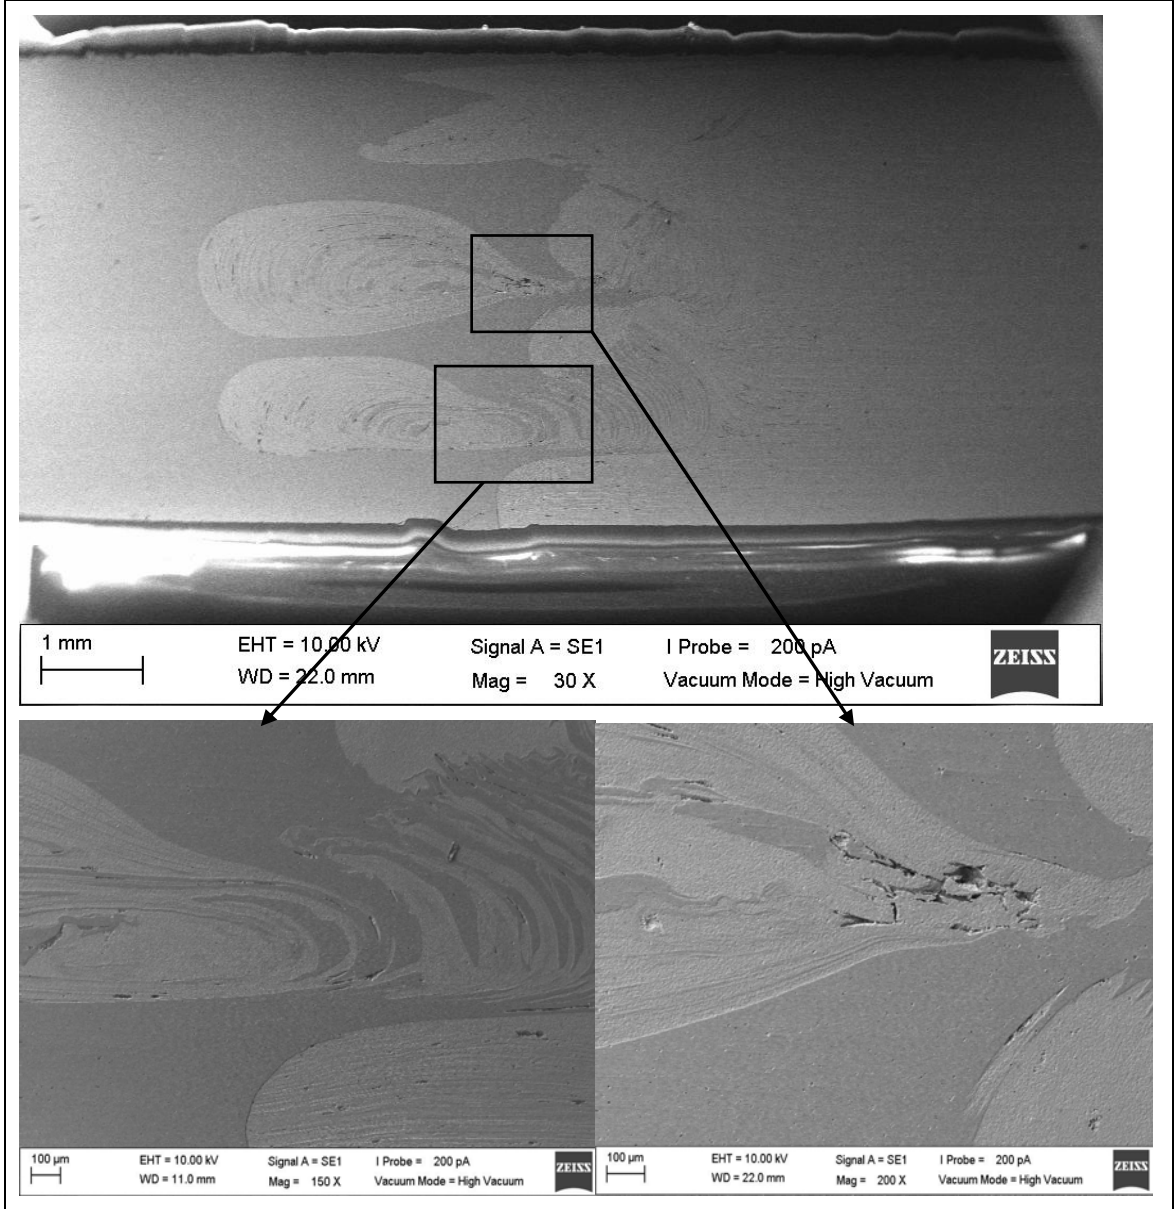 1 mm EHT = 10.00 kV Signal A = SE1 I Probe = 200 pA ZEISS
WD = 22.0 mm Mag = 30 X Vacuum Mode = High Vacuum
100 µm EHT = 10.00 kV Signal A = SE1 I Probe = 200 pA ZEISS
WD = 11.0 mm Mag = 150 X Vacuum Mode = High Vacuum
100 µm EHT = 10.00 kV Signal A = SE1 I Probe = 200 pA ZEISS
WD = 22.0 mm Mag = 200 X Vacuum Mode = High Vacuum